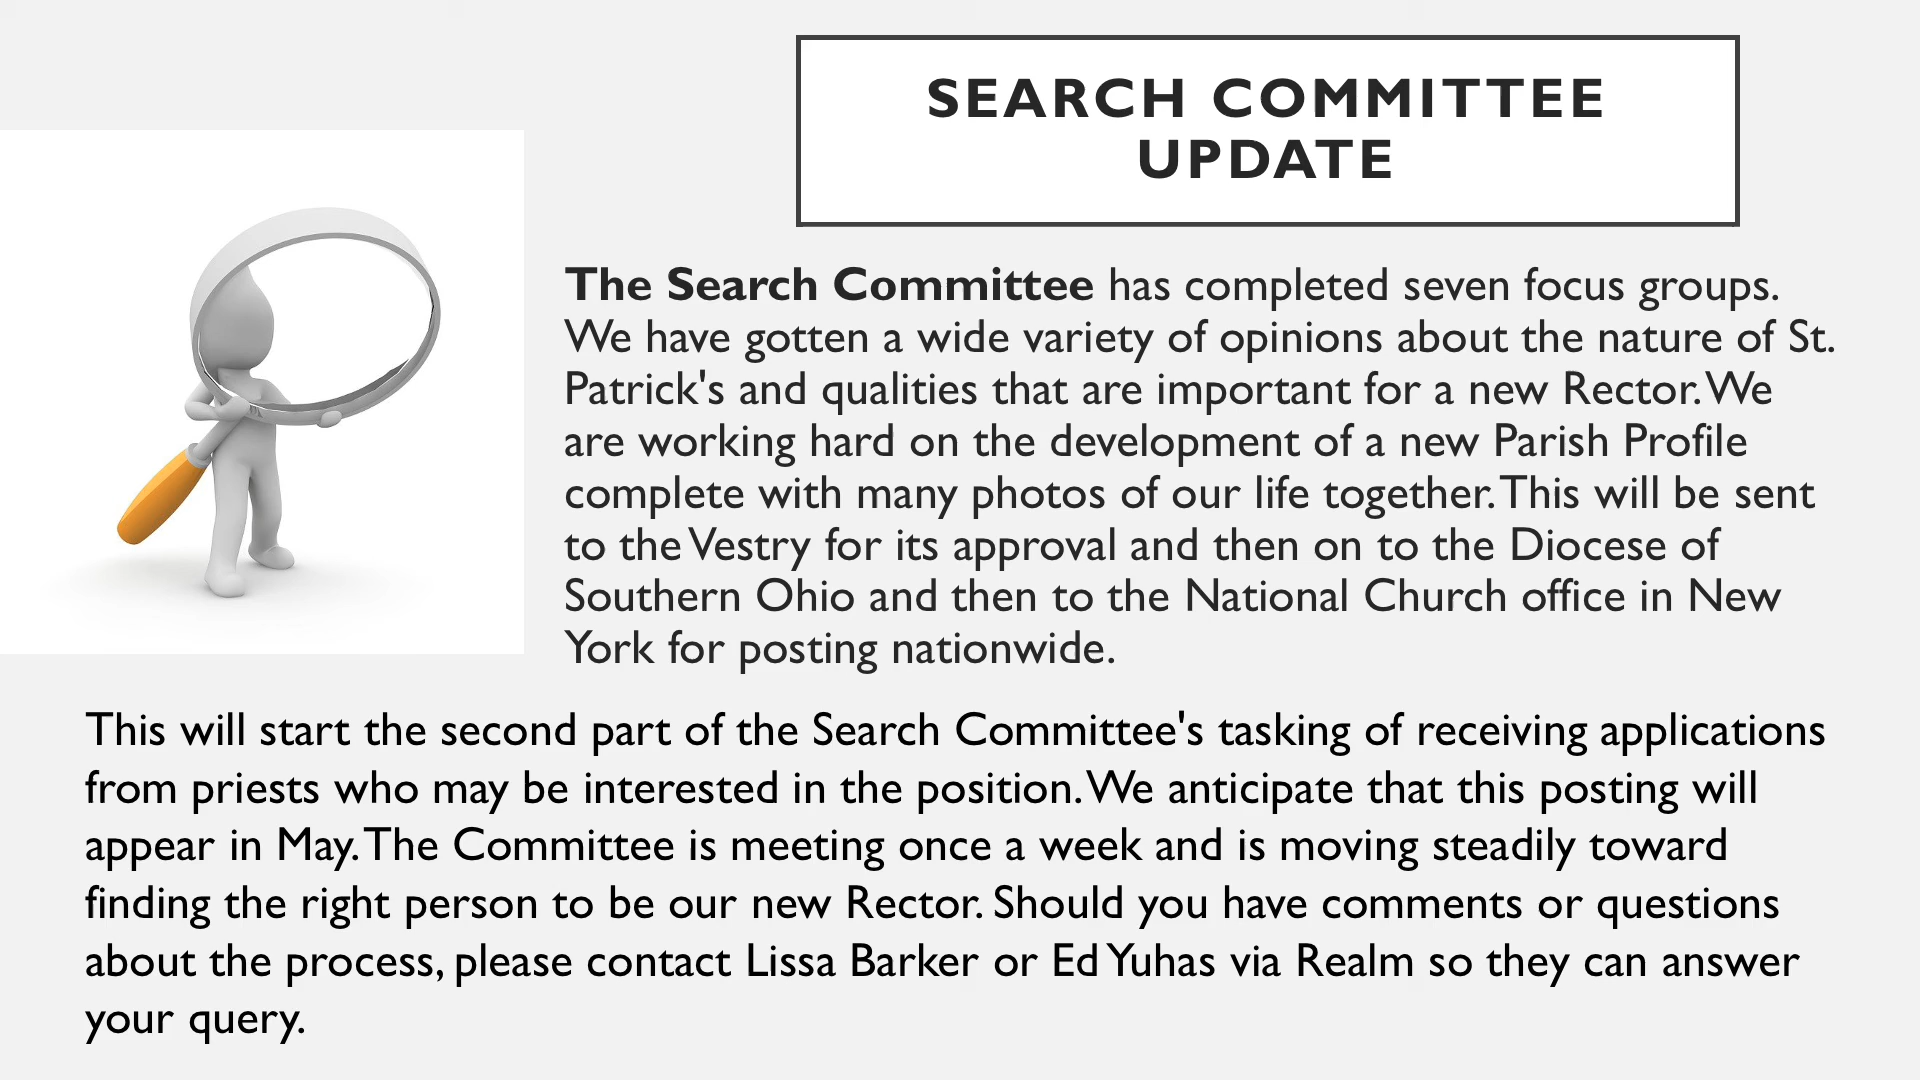 SEARCH COMMITTEE
UPDATE
The Search Committee has completed seven focus groups.
We have gotten a wide variety of opinions about the nature of St.
Patrick's and qualities that are important for a new Rector. We
are working hard on the development of a new Parish Profile
complete with many photos of our life together. This will be sent
to the Vestry for its approval and then on to the Diocese of
Southern Ohio and then to the National Church office in New
York for posting nationwide.
This will start the second part of the Search Committee's tasking of receiving applications
from priests who may be interested in the position. We anticipate that this posting will
appear in May. The Committee is meeting once a week and is moving steadily toward
finding the right person to be our new Rector. Should you have comments or questions
about the process, please contact Lissa Barker or Ed Yuhas via Realm so they can answer
your query.